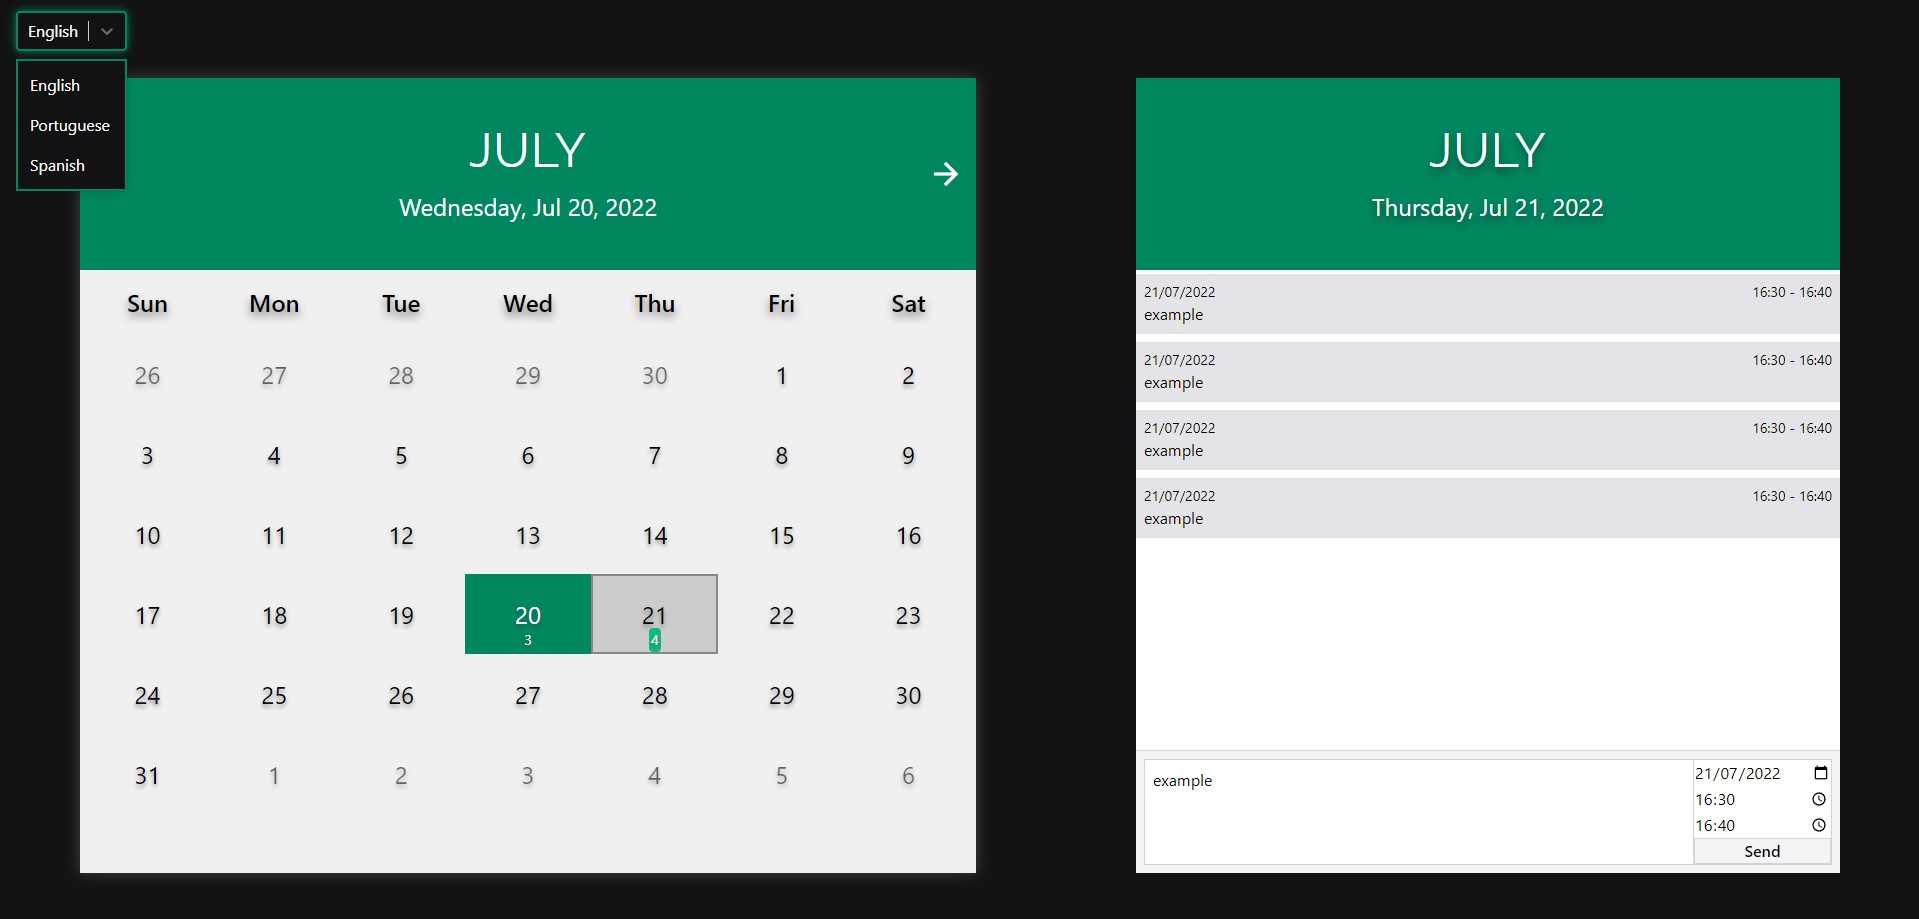 English
English
Portuguese
Spanish
JULY
Wednesday, Jul 20, 2022
Sun Mon Tue Wed Thu Fri Sat
26 27 28 29 30 1 2
3 4 5 6 7 8 9
10 11 12 13 14 15 16
17 18 19 20 21 22 23
3 4
24 25 26 27 28 29 30
31 1 2 3 4 5 6
JULY
Thursday, Jul 21, 2022
21/07/2022 16:30 - 16:40
example
21/07/2022 16:30 - 16:40
example
21/07/2022 16:30 - 16:40
example
21/07/2022 16:30 - 16:40
example
example
21/07/2022
16:30
16:40
Send